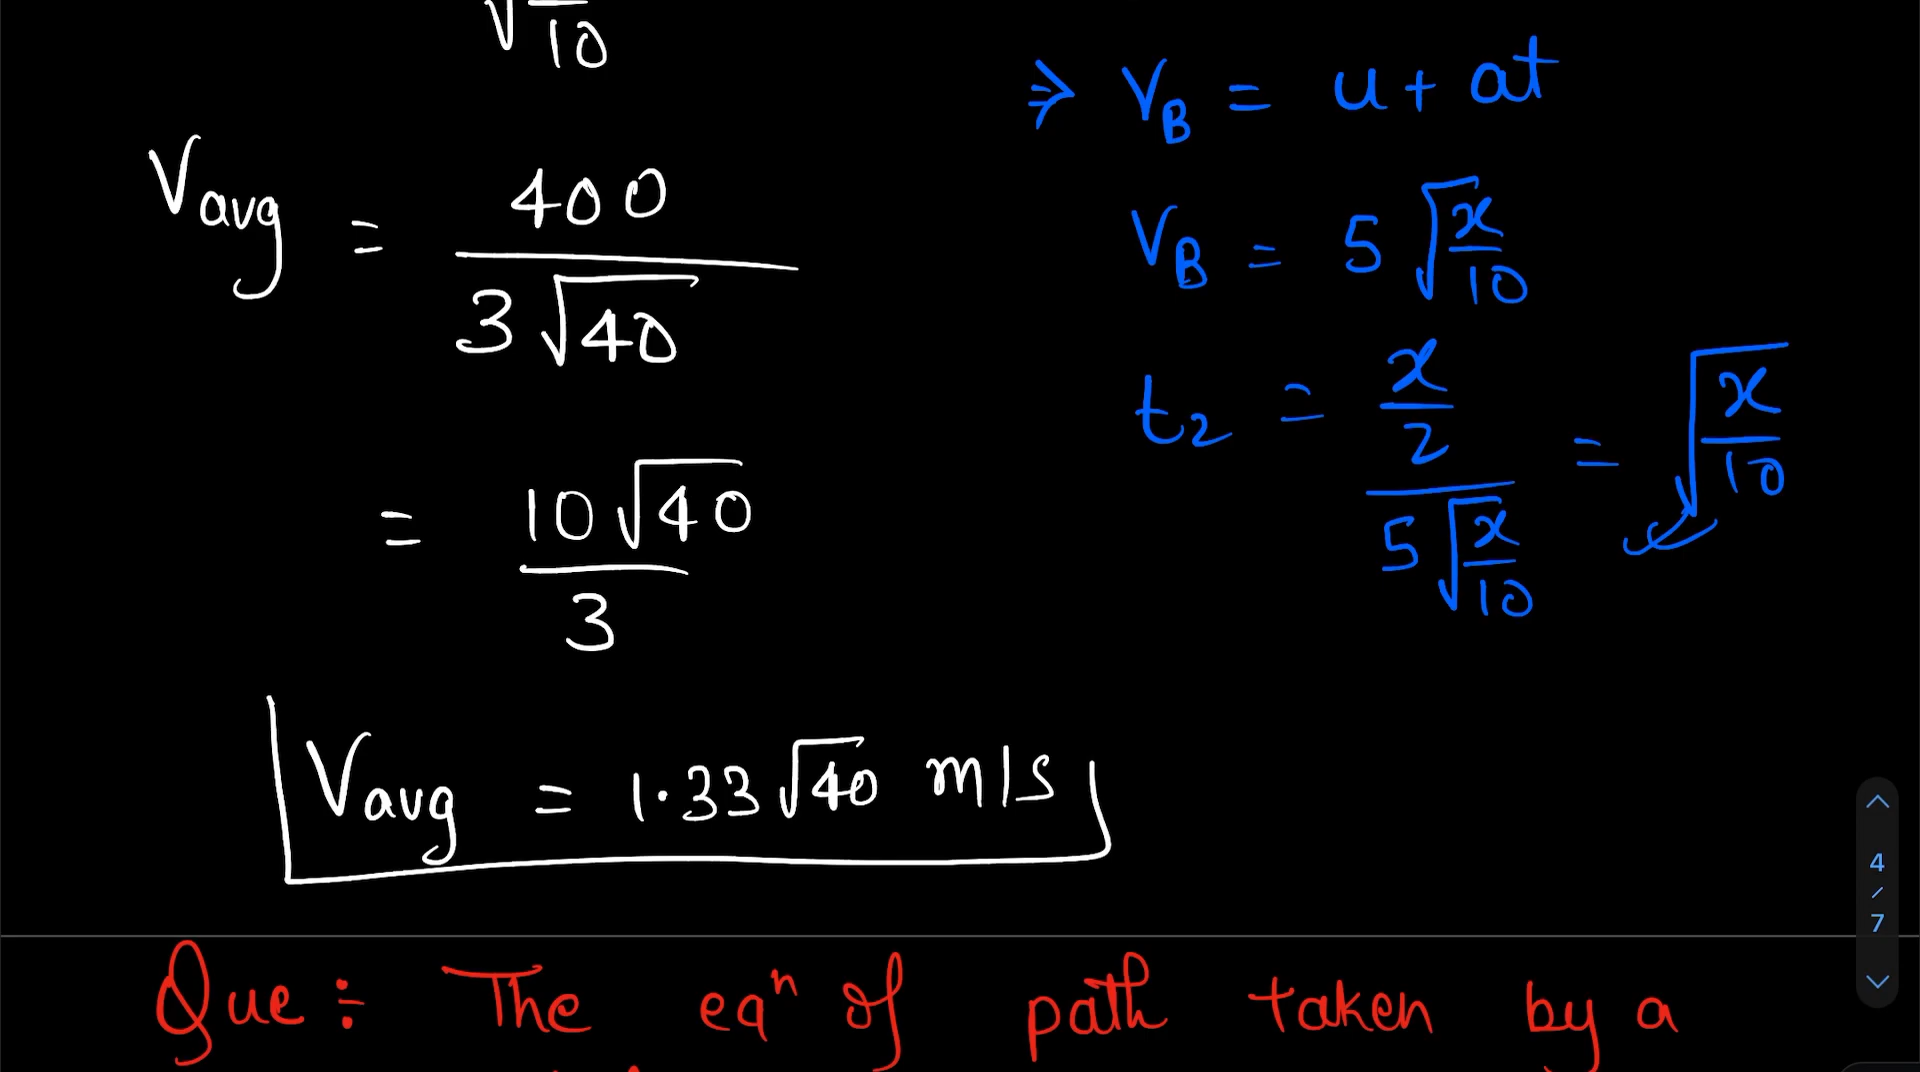 √10
Vavg = 400 / 3√40
= 10√40 / 3
Vavg = 1.33√40 m/s
⇒ VB = u + at
VB = 5√(x/10)
t2 = (x/2) / (5√(x/10)) = √(x/10)
Que ÷ The eqⁿ of path taken by a
4
/
7